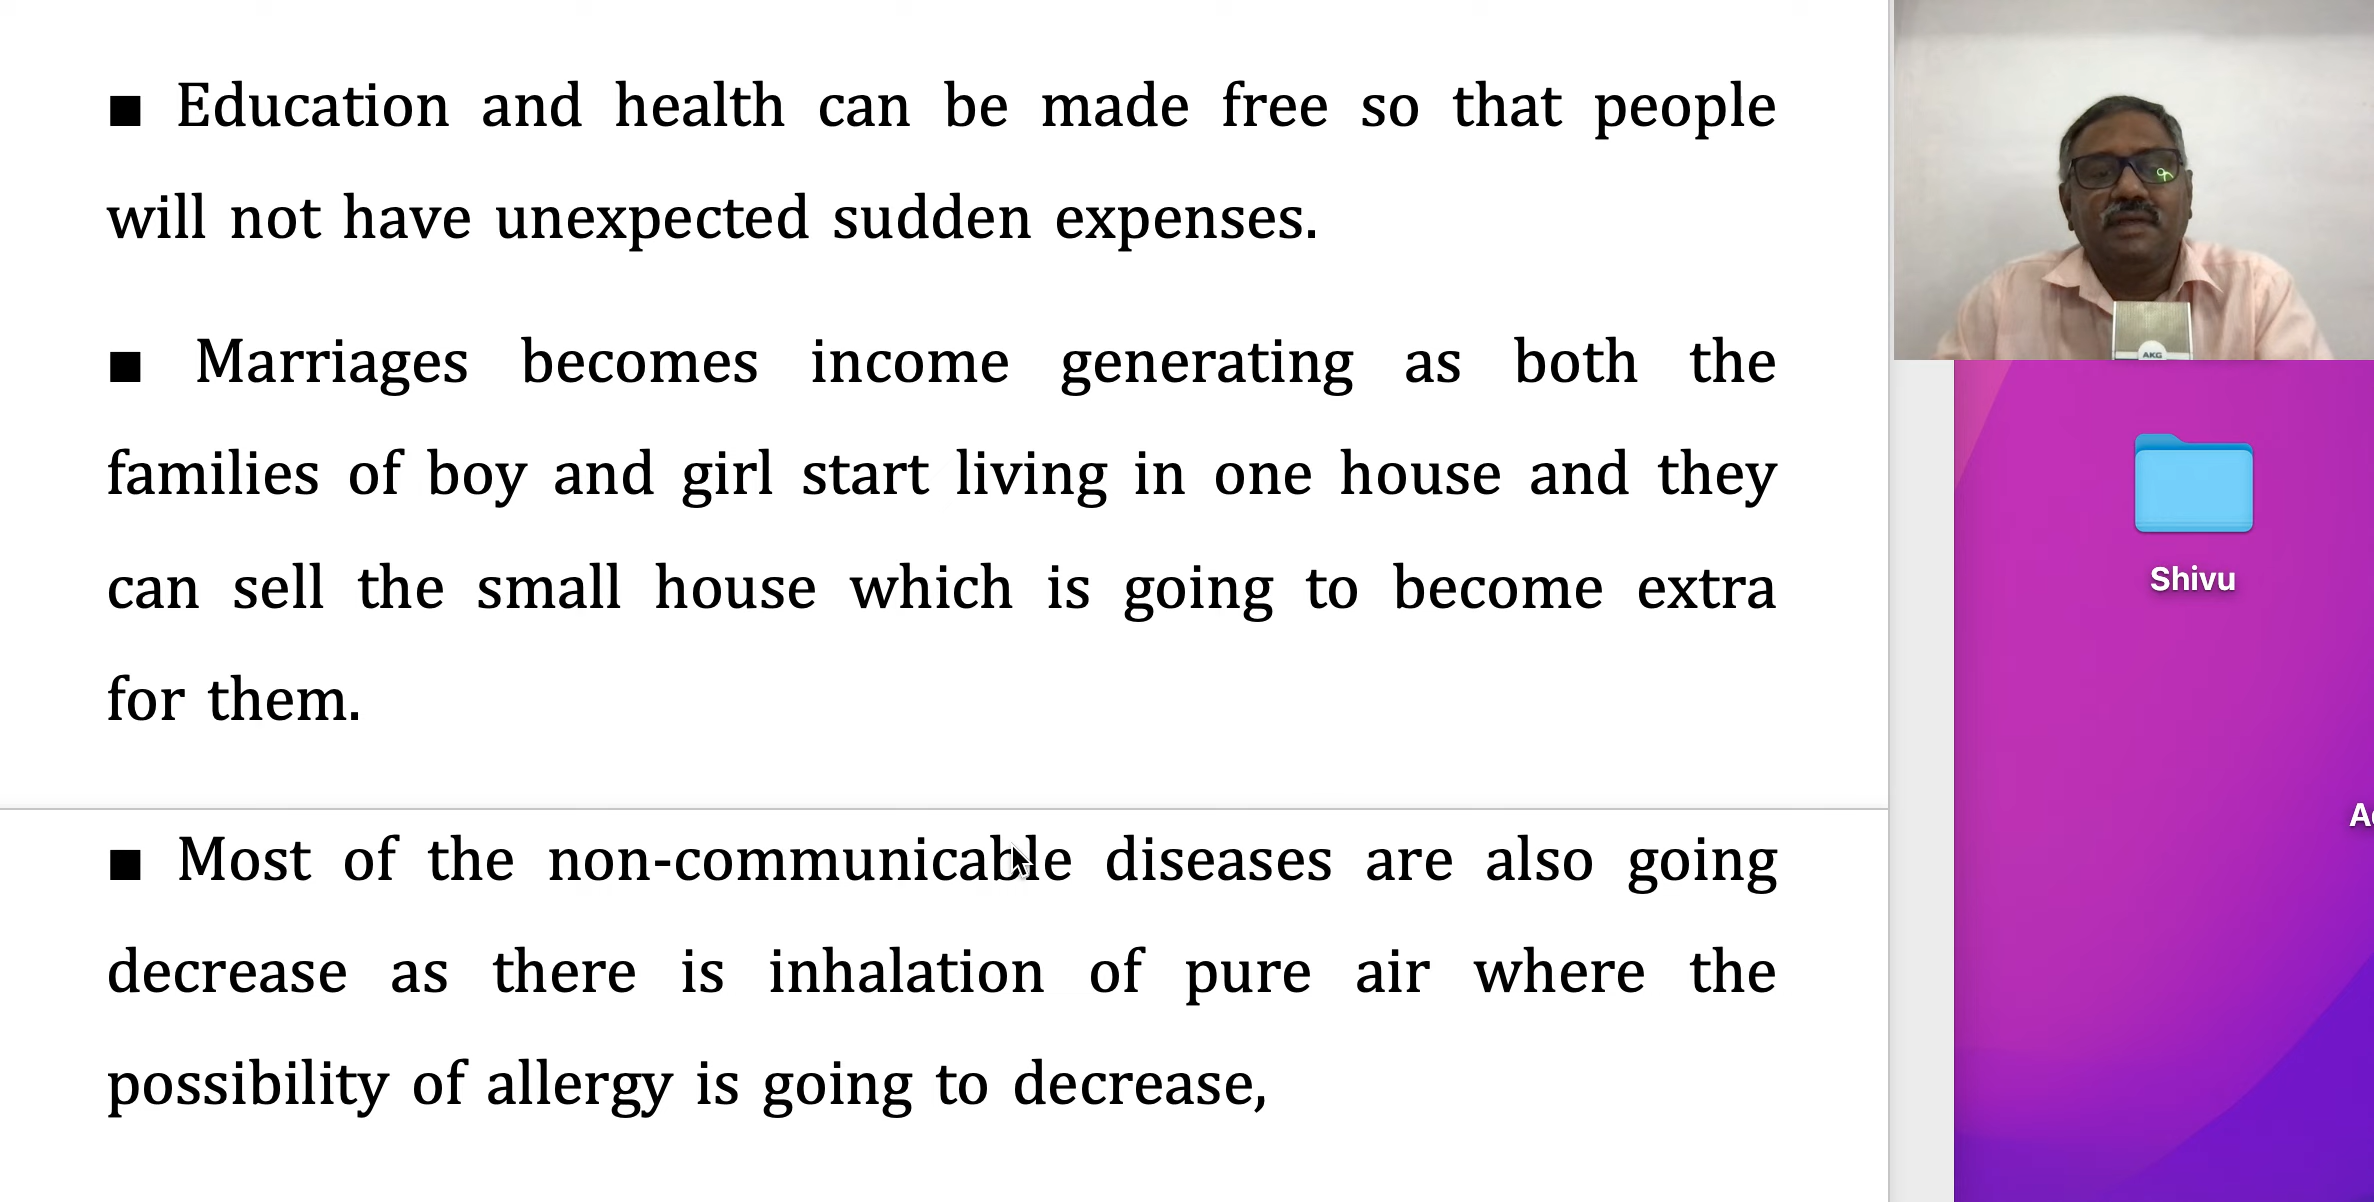 ■ Education and health can be made free so that people
will not have unexpected sudden expenses.
■ Marriages becomes income generating as both the
families of boy and girl start living in one house and they
can sell the small house which is going to become extra
for them.
■ Most of the non-communicable diseases are also going
decrease as there is inhalation of pure air where the
possibility of allergy is going to decrease,
AKG
Shivu